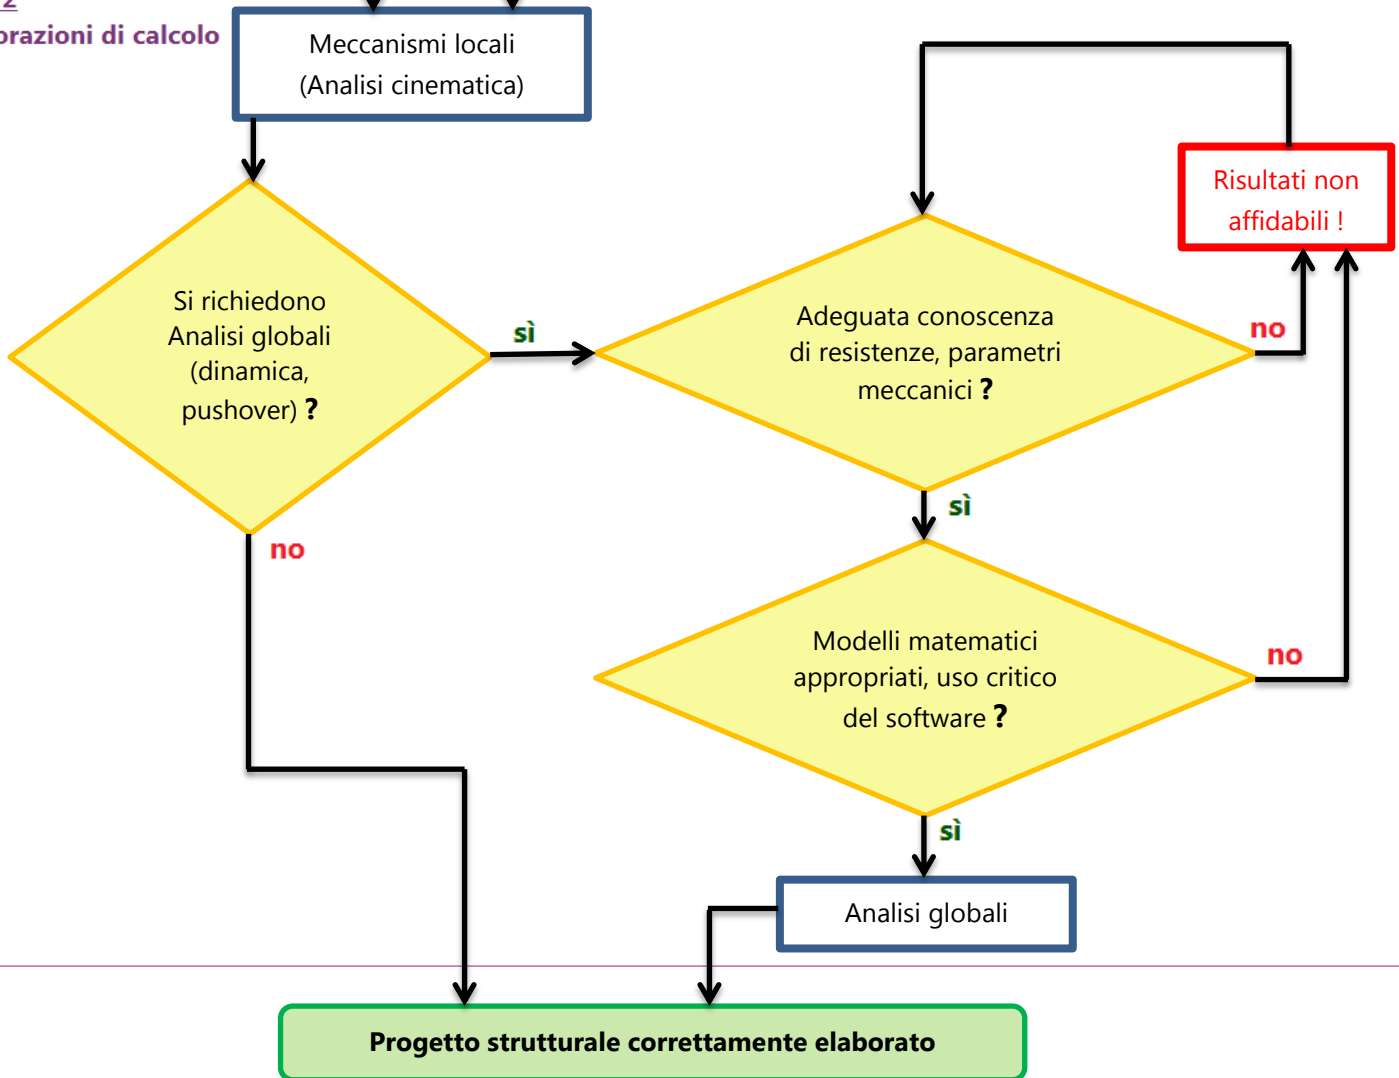 2
orazioni di calcolo
Meccanismi locali
(Analisi cinematica)
Risultati non
affidabili !
Si richiedono
Analisi globali
(dinamica,
pushover) ?
sì
Adeguata conoscenza
di resistenze, parametri
meccanici ?
no
sì
no
Modelli matematici
appropriati, uso critico
del software ?
no
sì
Analisi globali
Progetto strutturale correttamente elaborato